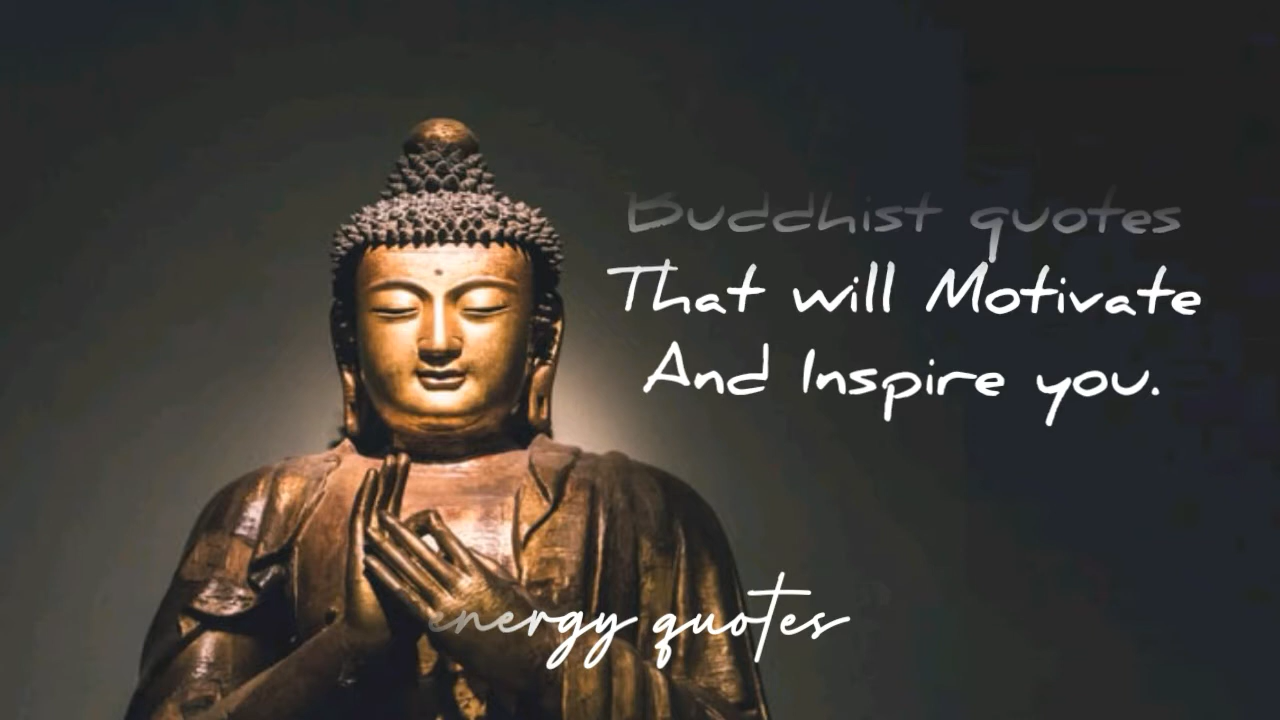 Buddhist quotes
That will Motivate
And Inspire you.
energy quotes